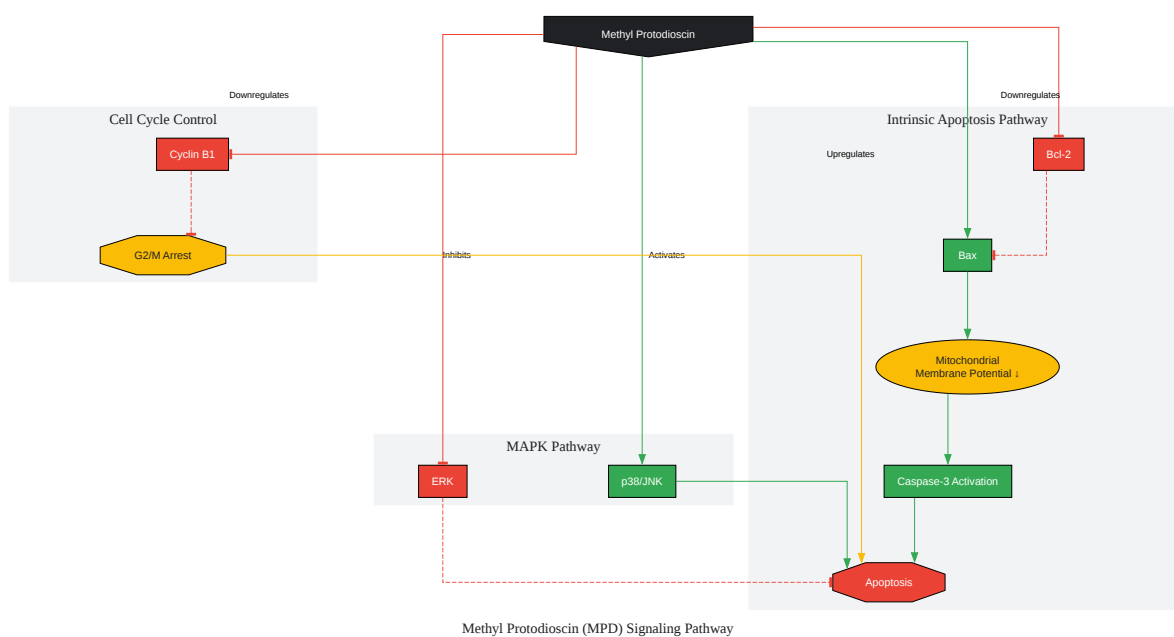 Methyl Protodioscin
Downregulates
Downregulates
Cell Cycle Control
Intrinsic Apoptosis Pathway
Cyclin B1
Upregulates
Bcl-2
G2/M Arrest
Inhibits
Activates
Bax
Mitochondrial
Membrane Potential ↓
MAPK Pathway
ERK
p38/JNK
Caspase-3 Activation
Apoptosis
Methyl Protodioscin (MPD) Signaling Pathway